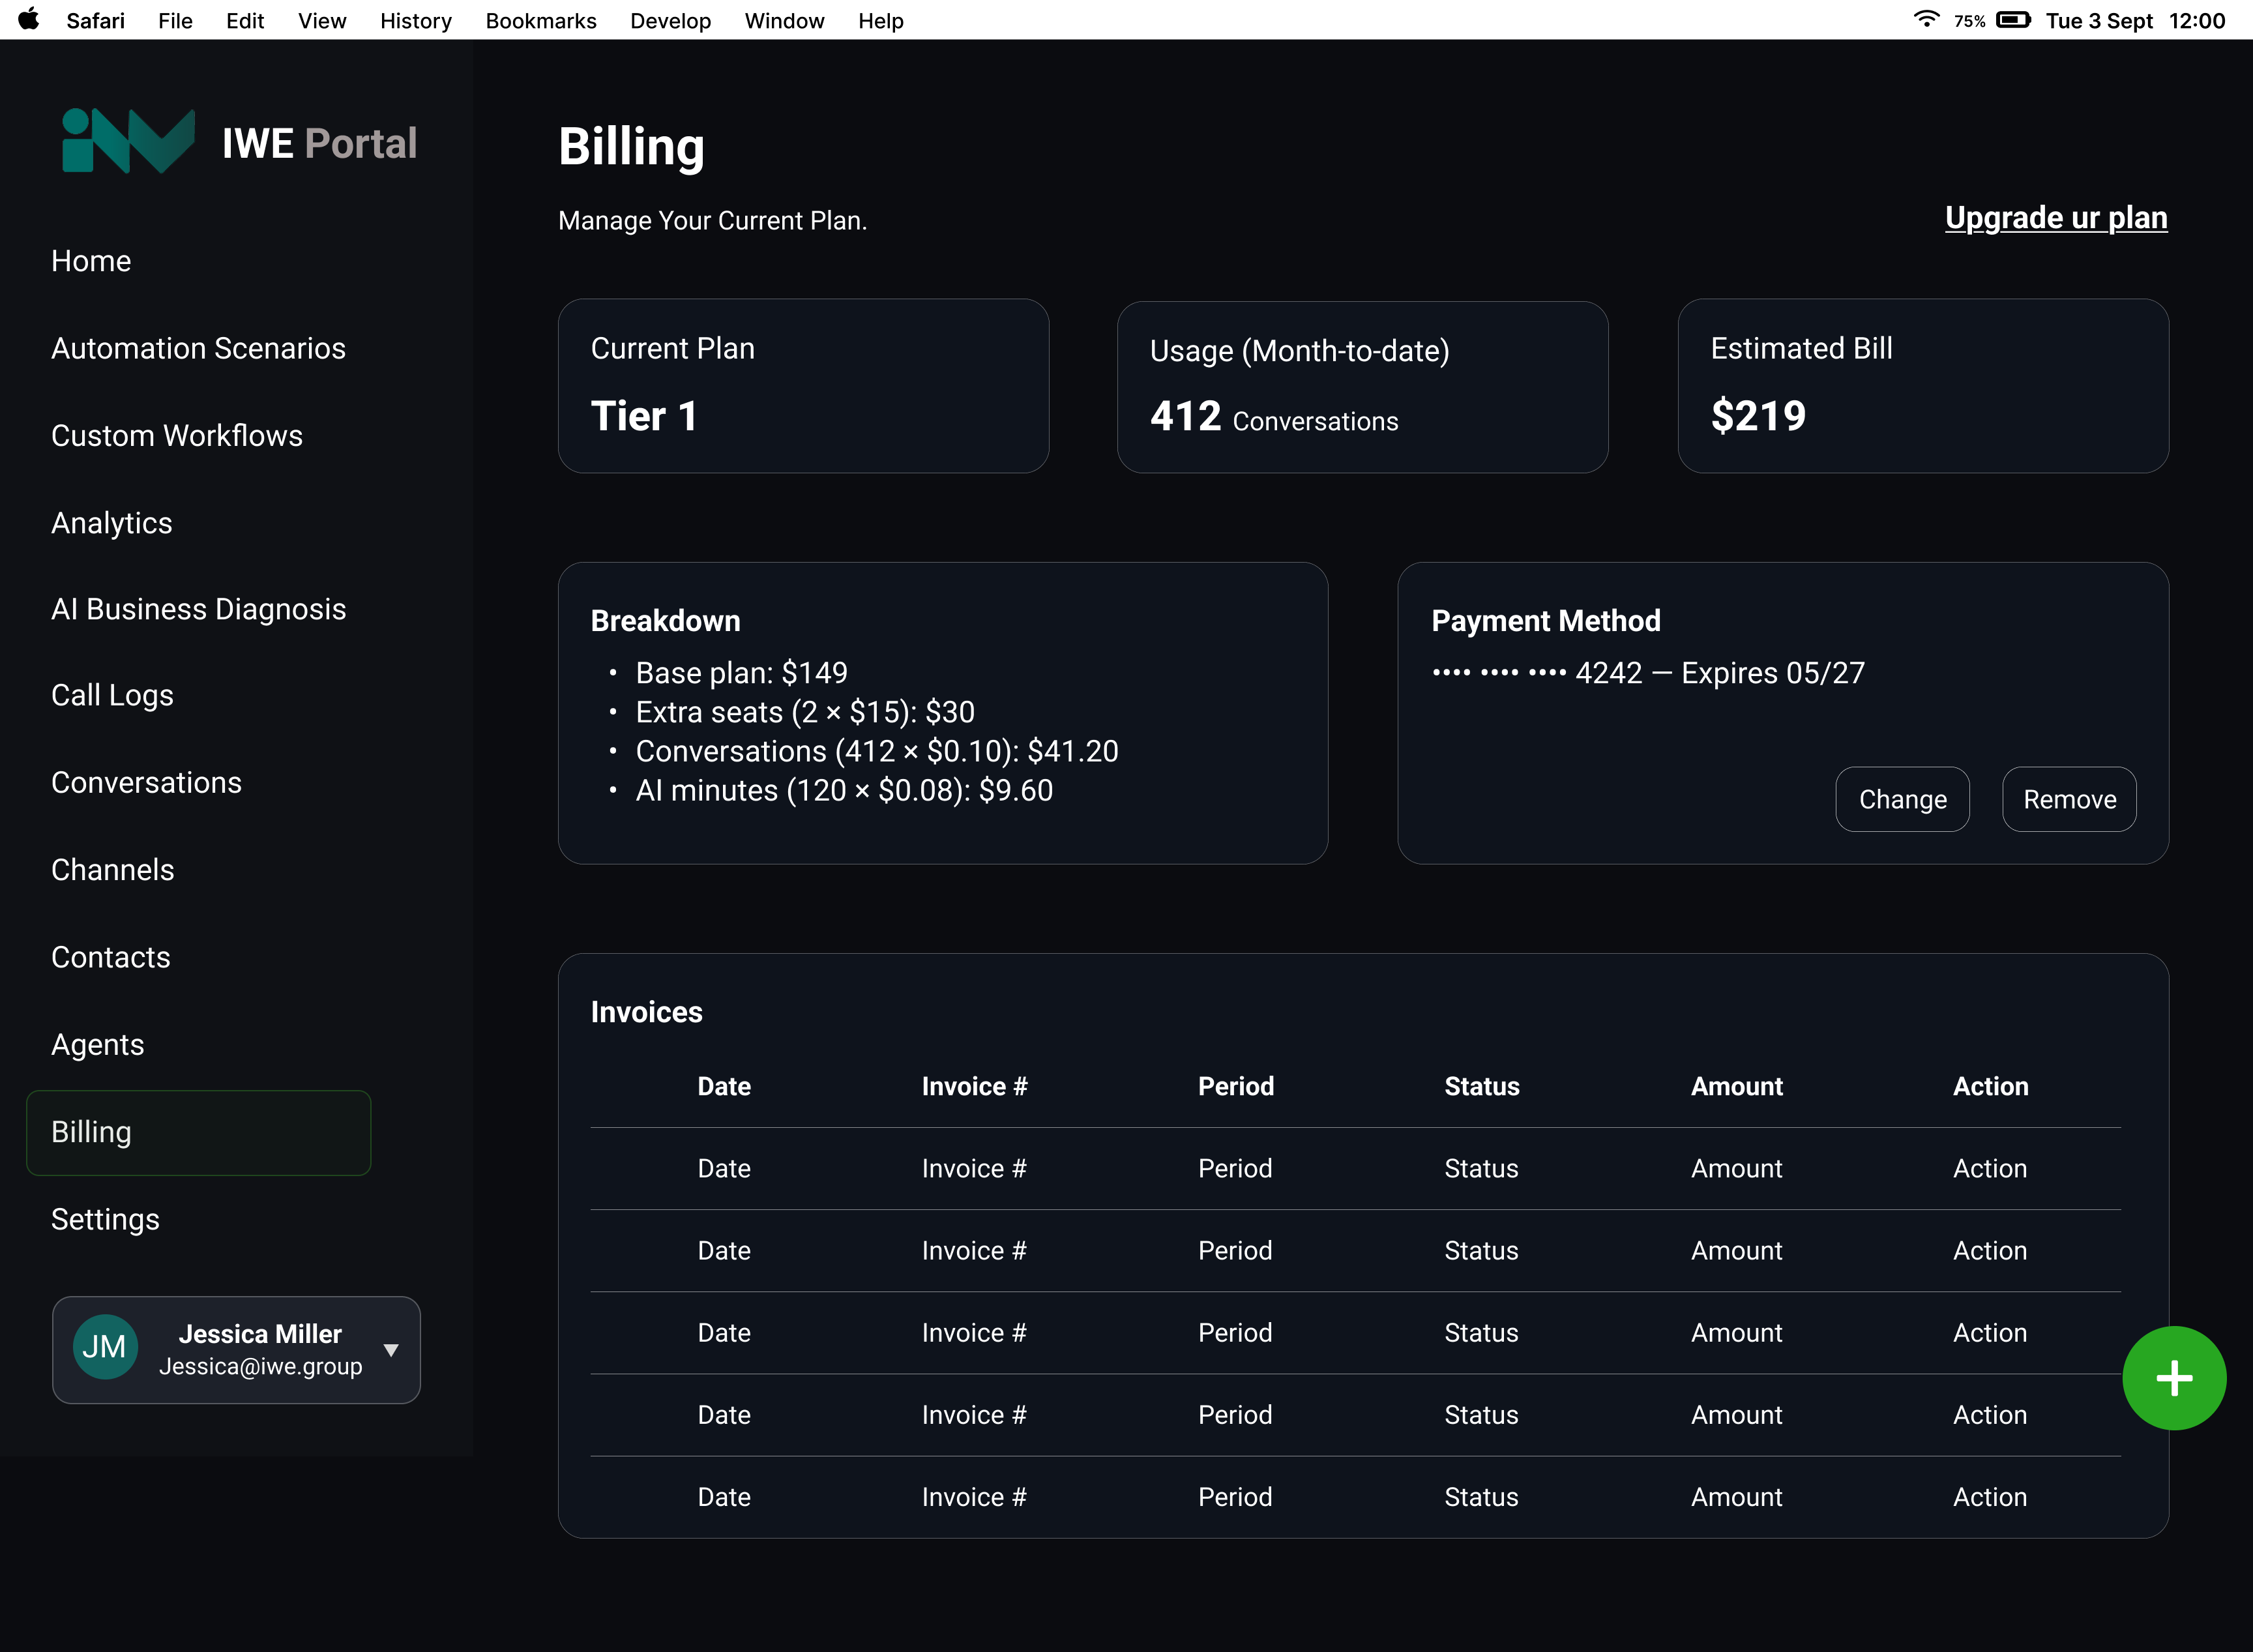 Safari File Edit View History Bookmarks Develop Window Help 75% Tue 3 Sept 12:00
IWE Portal
Home
Automation Scenarios
Custom Workflows
Analytics
AI Business Diagnosis
Call Logs
Conversations
Channels
Contacts
Agents
Billing
Settings
JM
Jessica Miller
Jessica@iwe.group
Billing
Manage Your Current Plan.
Upgrade ur plan
Current Plan
Tier 1
Usage (Month-to-date)
412 Conversations
Estimated Bill
$219
Breakdown
• Base plan: $149
• Extra seats (2 × $15): $30
• Conversations (412 × $0.10): $41.20
• AI minutes (120 × $0.08): $9.60
Payment Method
•••• •••• •••• 4242 — Expires 05/27
Change Remove
Invoices
Date Invoice # Period Status Amount Action
Date Invoice # Period Status Amount Action
Date Invoice # Period Status Amount Action
Date Invoice # Period Status Amount Action
Date Invoice # Period Status Amount Action
Date Invoice # Period Status Amount Action